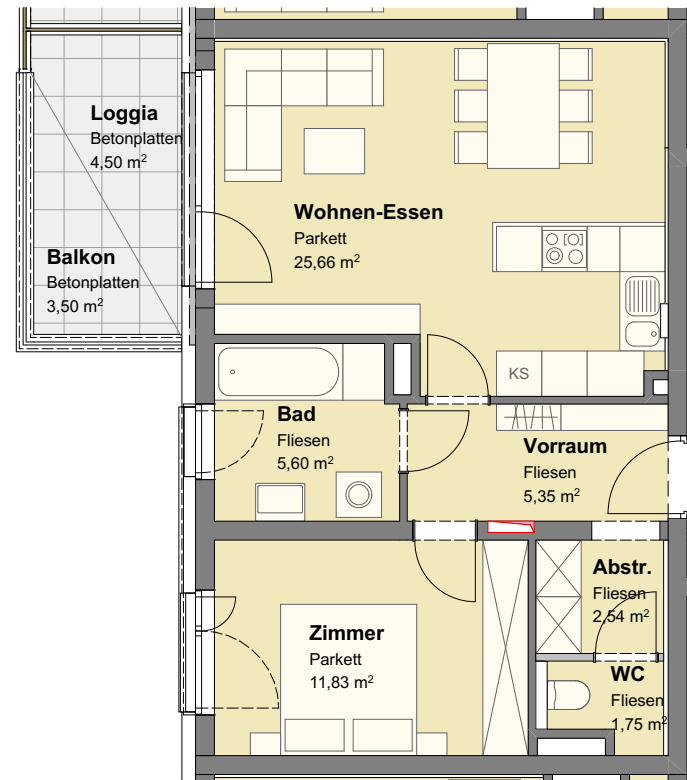 Loggia
Betonplatten
4,50 m²
Wohnen-Essen
Parkett
25,66 m²
Balkon
Betonplatten
3,50 m²
KS
Bad
Fliesen
5,60 m²
Vorraum
Fliesen
5,35 m²
Abstr.
Fliesen
2,54 m²
Zimmer
Parkett
11,83 m²
WC
Fliesen
1,75 m²